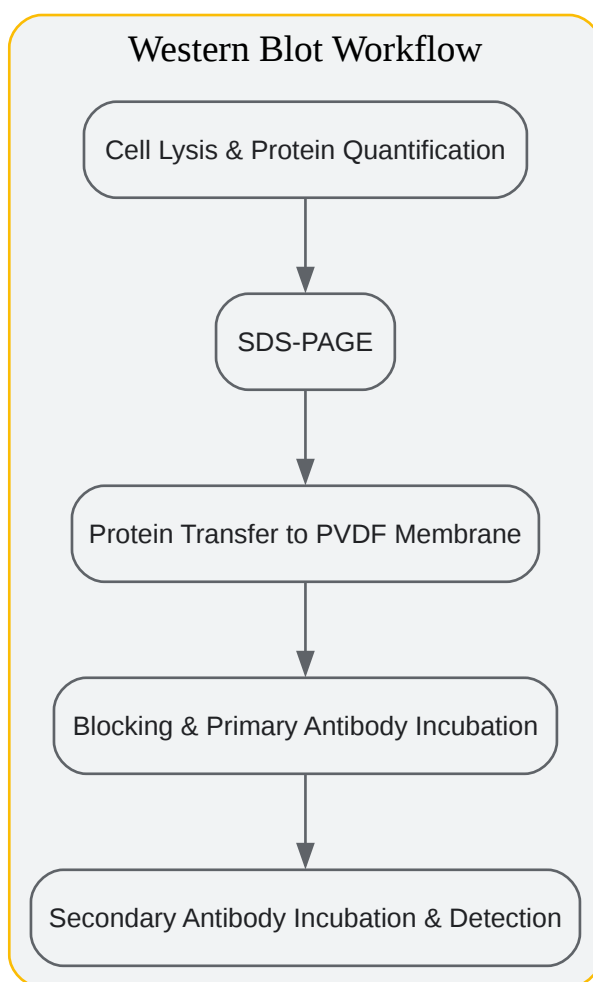 Western Blot Workflow
Cell Lysis & Protein Quantification
SDS-PAGE
Protein Transfer to PVDF Membrane
Blocking & Primary Antibody Incubation
Secondary Antibody Incubation & Detection